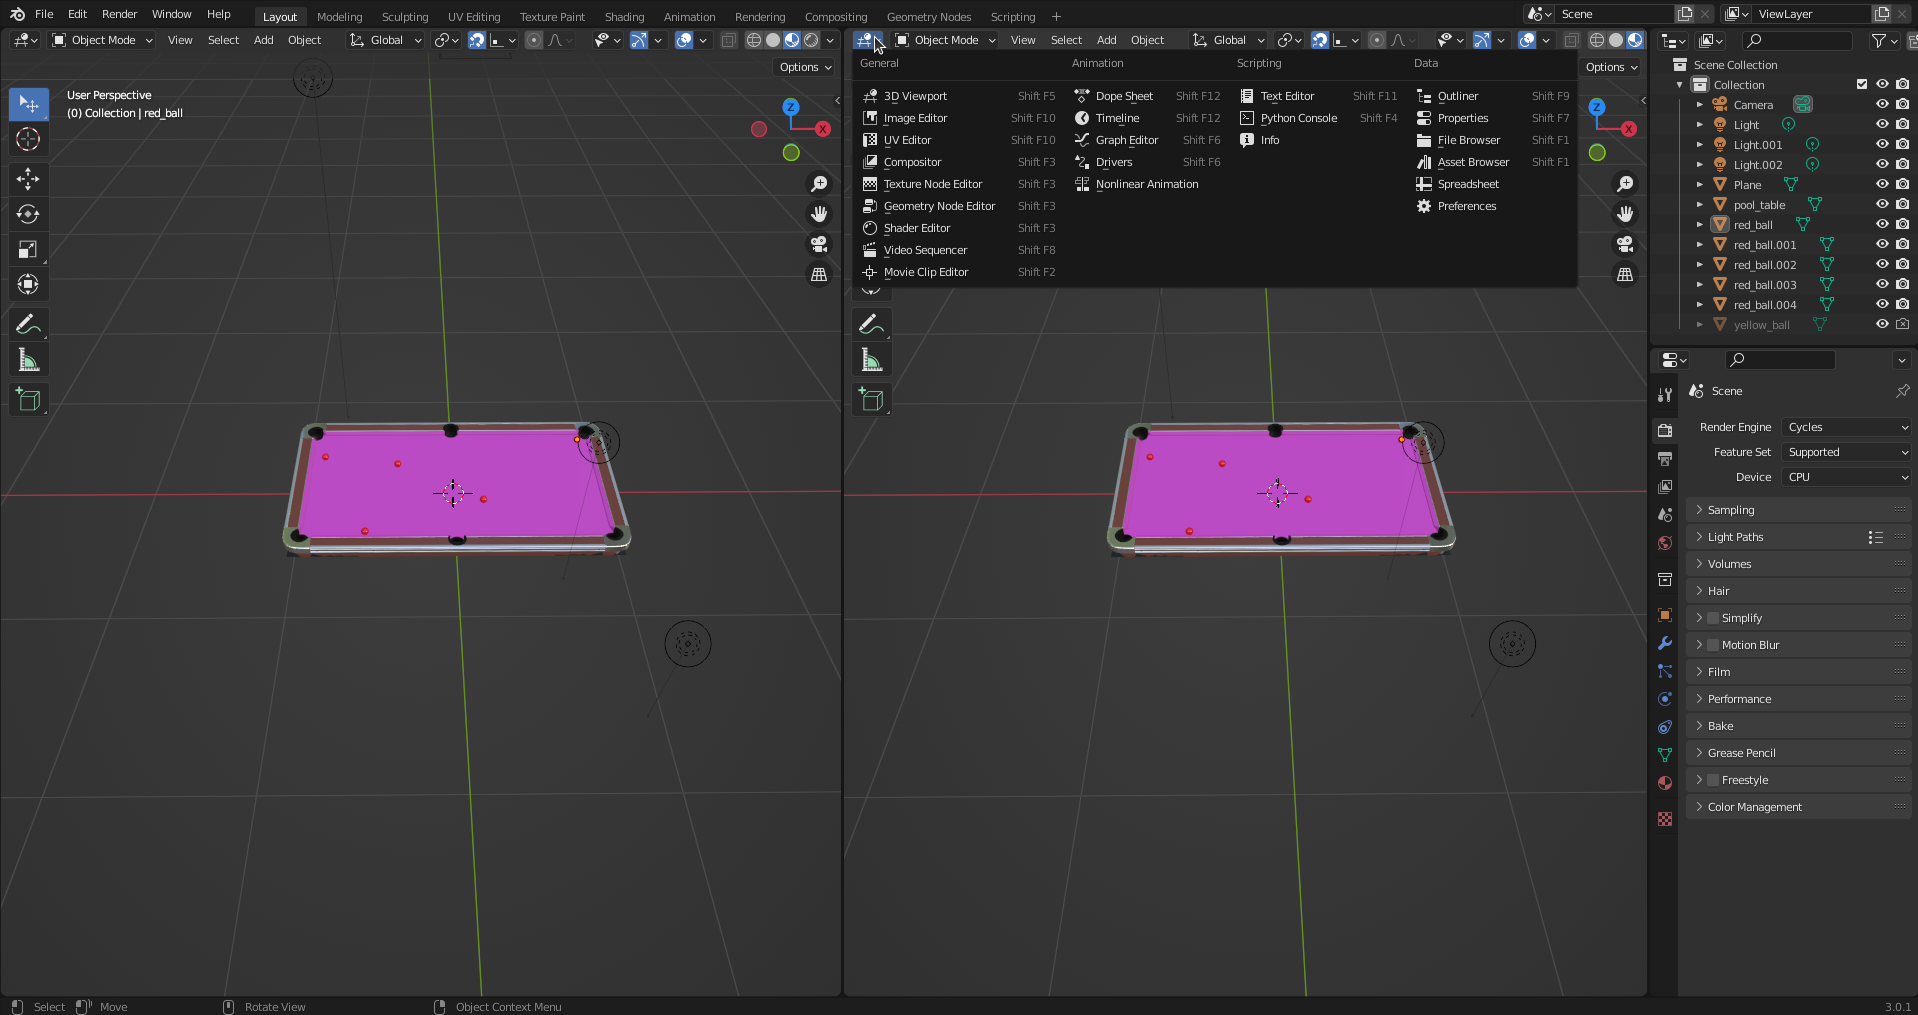 File Edit Render Window Help Layout Modeling Sculpting UV Editing Texture Paint Shading Animation Rendering Compositing Geometry Nodes Scripting + Scene ViewLayer
Object Mode View Select Add Object Global
Options
User Perspective
(0) Collection | red_ball
Z
X
Object Mode View Select Add Object Global
Options
Z
X
General
3D Viewport Shift F5
Image Editor Shift F10
UV Editor Shift F10
Compositor Shift F3
Texture Node Editor Shift F3
Geometry Node Editor Shift F3
Shader Editor Shift F3
Video Sequencer Shift F8
Movie Clip Editor Shift F2
Animation
Dope Sheet Shift F12
Timeline Shift F12
Graph Editor Shift F6
Drivers Shift F6
Nonlinear Animation
Scripting
Text Editor Shift F11
Python Console Shift F4
Info
Data
Outliner Shift F9
Properties Shift F7
File Browser Shift F1
Asset Browser Shift F1
Spreadsheet
Preferences
Scene Collection
Collection
Camera
Light
Light.001
Light.002
Plane
pool_table
red_ball
red_ball.001
red_ball.002
red_ball.003
red_ball.004
yellow_ball
Scene
Render Engine Cycles
Feature Set Supported
Device CPU
Sampling
Light Paths
Volumes
Hair
Simplify
Motion Blur
Film
Performance
Bake
Grease Pencil
Freestyle
Color Management
Select Move Rotate View Object Context Menu 3.0.1